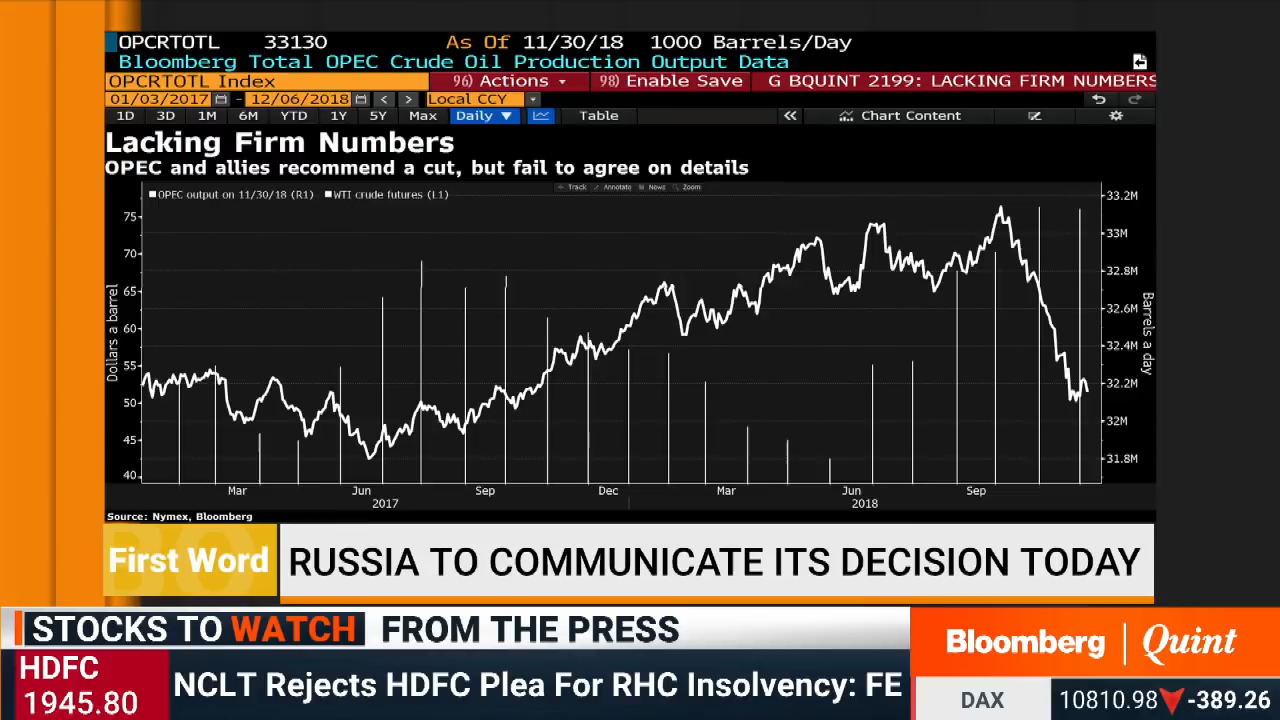 OPCRTOTL 33130 As Of 11/30/18 1000 Barrels/Day
Bloomberg Total OPEC Crude Oil Production Output Data
OPCRTOTL Index 96) Actions 98) Enable Save G BQUINT 2199: LACKING FIRM NUMBERS
01/03/2017 - 12/06/2018 < > Local CCY
1D 3D 1M 6M YTD 1Y 5Y Max Daily ▼ Table « Chart Content
Lacking Firm Numbers
OPEC and allies recommend a cut, but fail to agree on details
Track Annotate News Zoom
OPEC output on 11/30/18 (R1) WTI crude futures (L1)
75
70
65
60
55
50
45
40
Dollars a barrel
33.2M
33M
32.8M
32.6M
32.4M
32.2M
32M
31.8M
Barrels a day
Mar Jun Sep Dec Mar Jun Sep
2017 2018
Source: Nymex, Bloomberg
First Word RUSSIA TO COMMUNICATE ITS DECISION TODAY
STOCKS TO WATCH FROM THE PRESS
HDFC
1945.80
NCLT Rejects HDFC Plea For RHC Insolvency: FE
Bloomberg | Quint
DAX 10810.98 -389.26